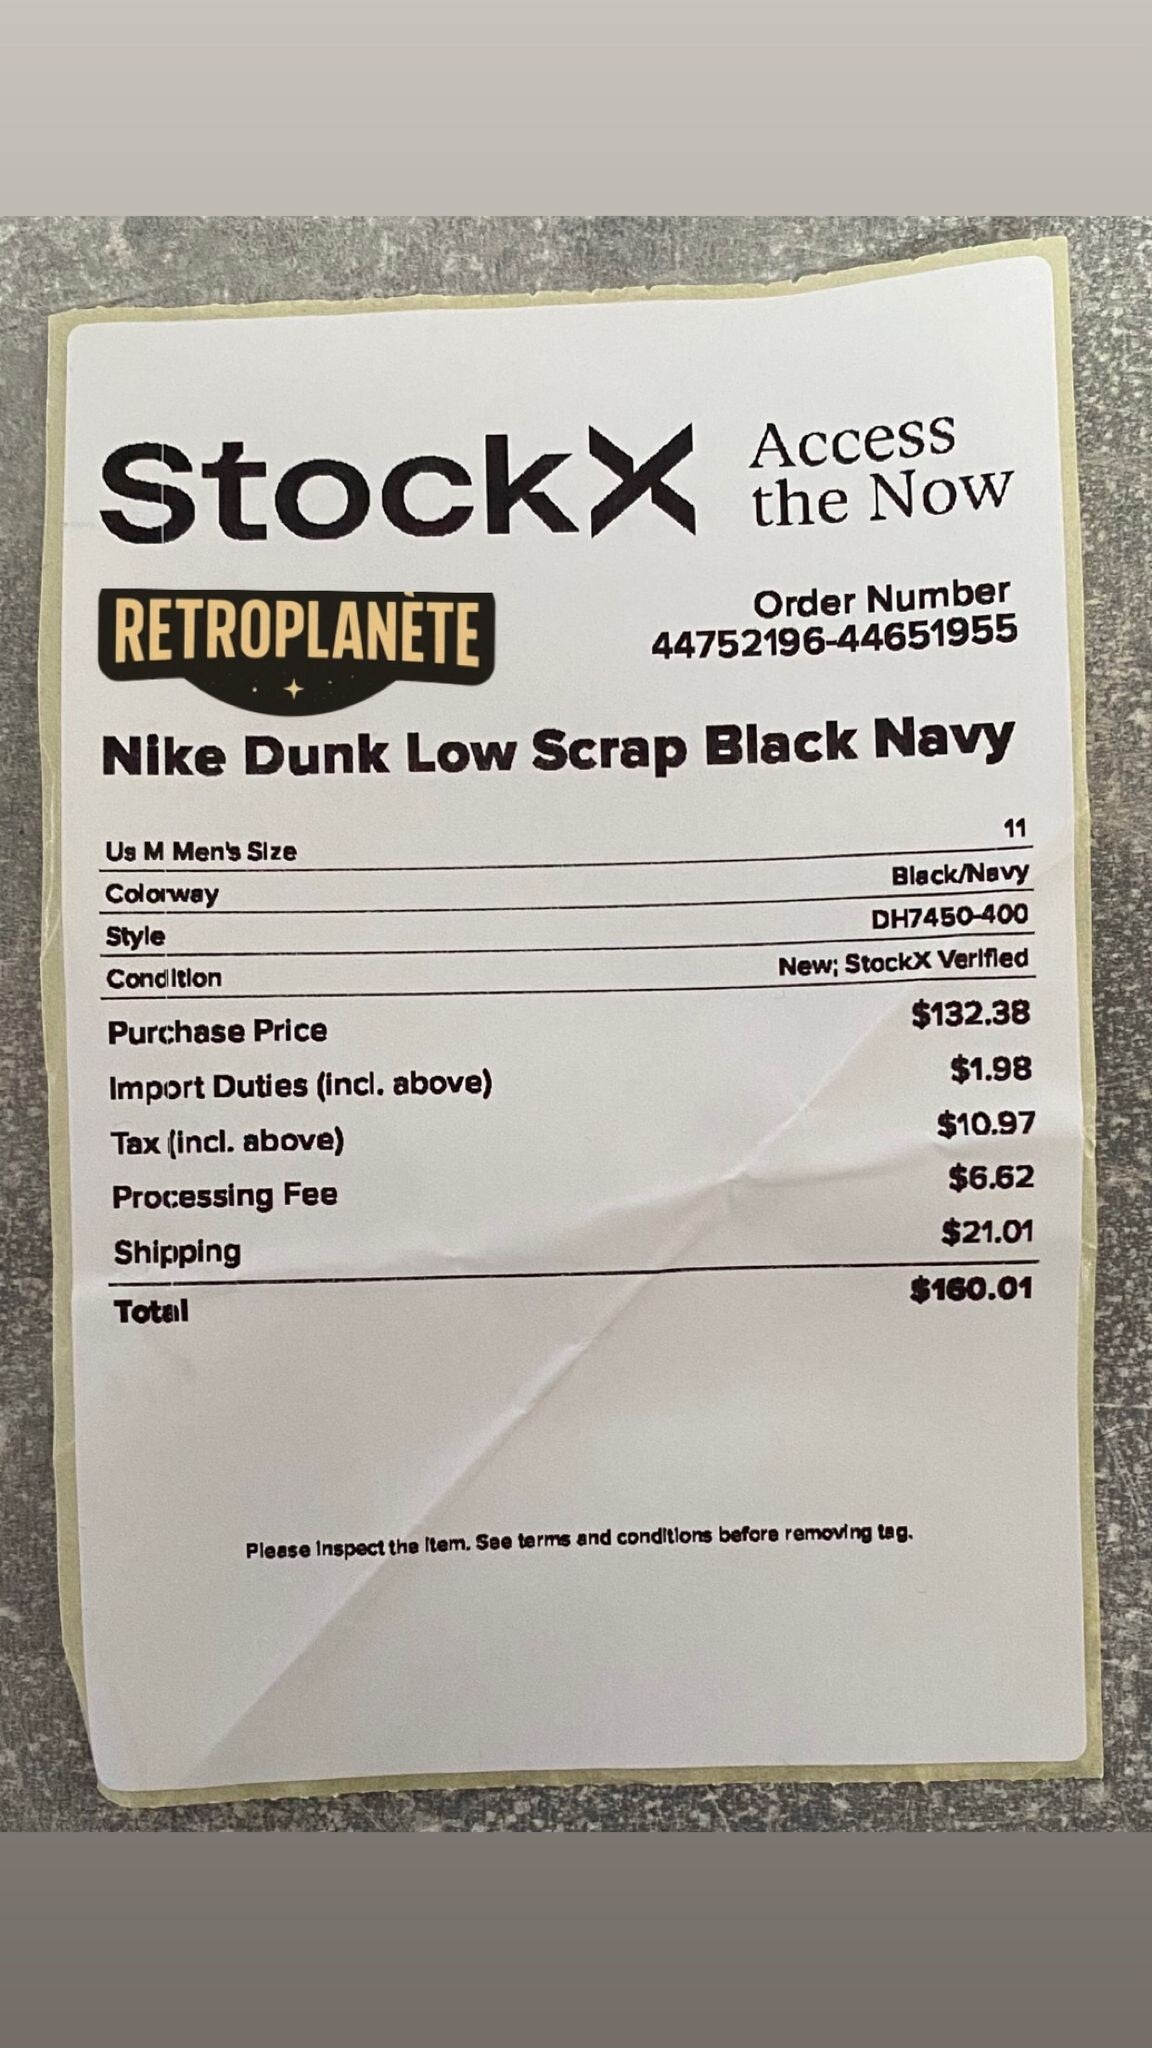 StockX
Access
the Now
RETROPLANÈTE
Order Number
44752196-44651955
Nike Dunk Low Scrap Black Navy
Us M Men's Size 11
Colorway Black/Navy
Style DH7450-400
Condition New; StockX Verified
Purchase Price $132.38
Import Duties (incl. above) $1.98
Tax (incl. above) $10.97
Processing Fee $6.62
Shipping $21.01
Total $160.01
Please inspect the item. See terms and conditions before removing tag.